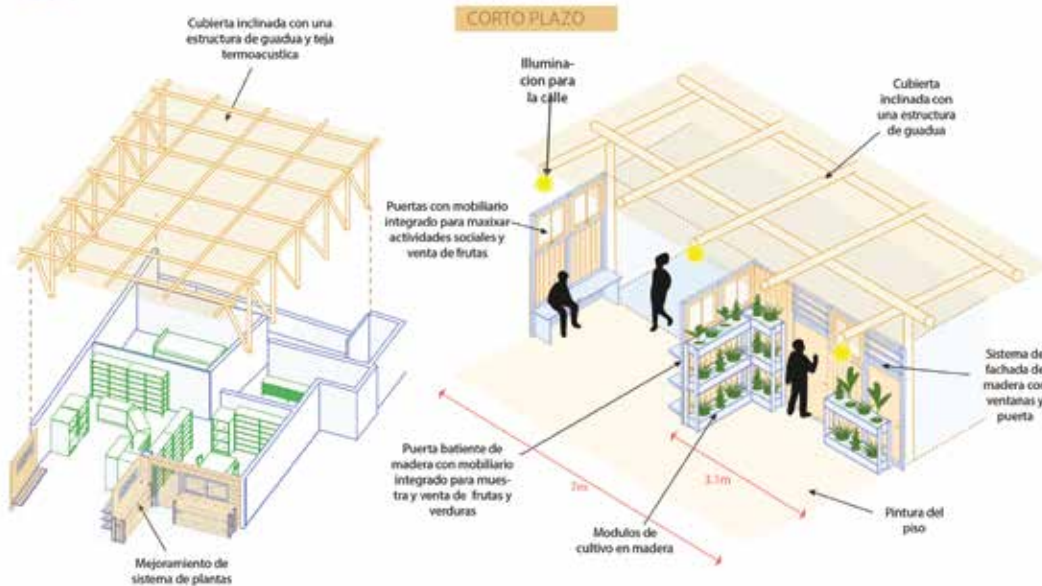 CORTO PLAZO
Cubierta inclinada con una
estructura de guadua y teja
termoacustica
Illumina-
cion para
la calle
Cubierta
inclinada con
una estructura
de guadua
Puertas con mobiliario
integrado para maxixar
actividades sociales y
venta de frutas
Sistema de
fachada de
madera con
ventanas y
puerta
Puerta batiente de
madera con mobiliario
integrado para mues-
tra y venta de frutas y
verduras
7m
3.1m
Modulos de
cultivo en madera
Pintura del
piso
Mejoramiento de
sistema de plantas